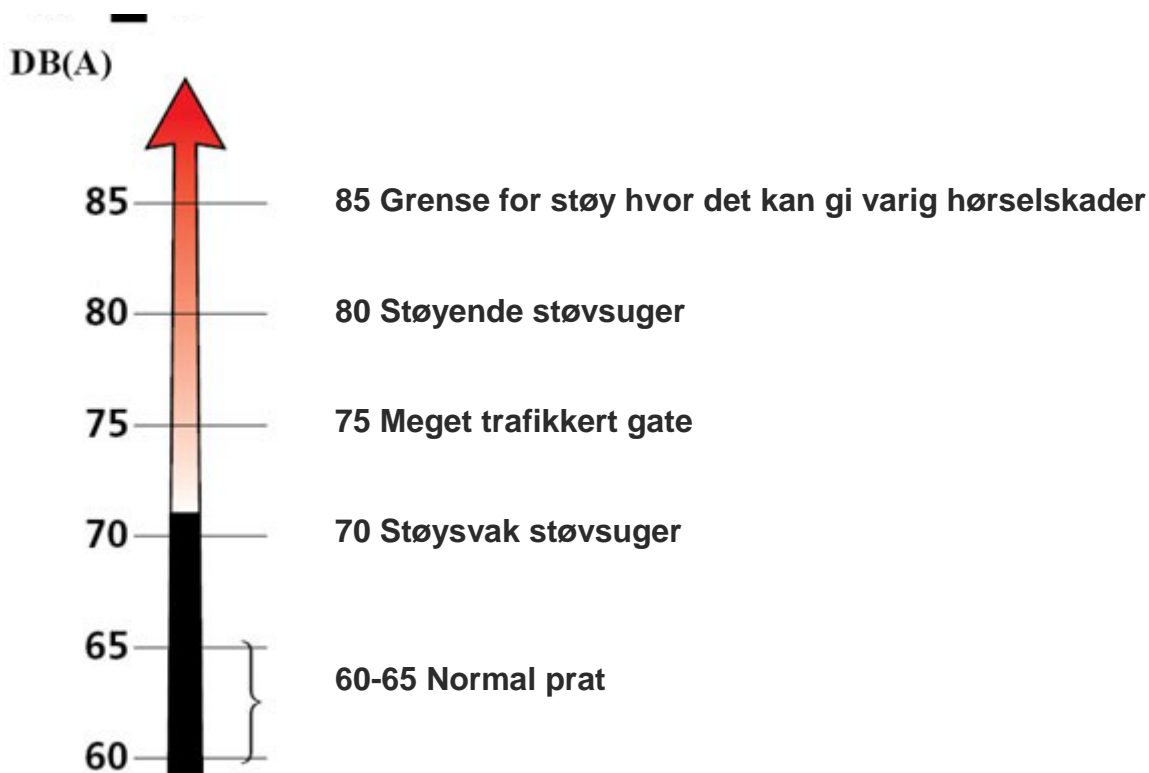 DB(A)
85 85 Grense for støy hvor det kan gi varig hørselskader
80 80 Støyende støvsuger
75 75 Meget trafikkert gate
70 70 Støysvak støvsuger
65
60-65 Normal prat
60